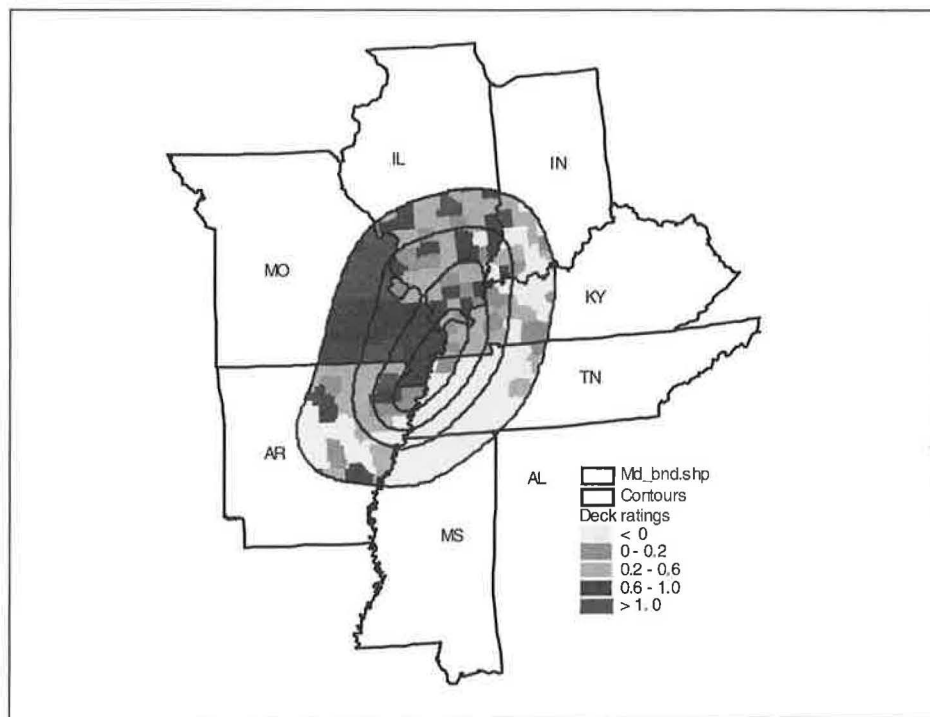 IL
IN
MO
KY
TN
AR
AL
MS
Md_bnd.shp
Contours
Deck ratings
< 0
0 - 0.2
0.2 - 0.6
0.6 - 1.0
> 1.0